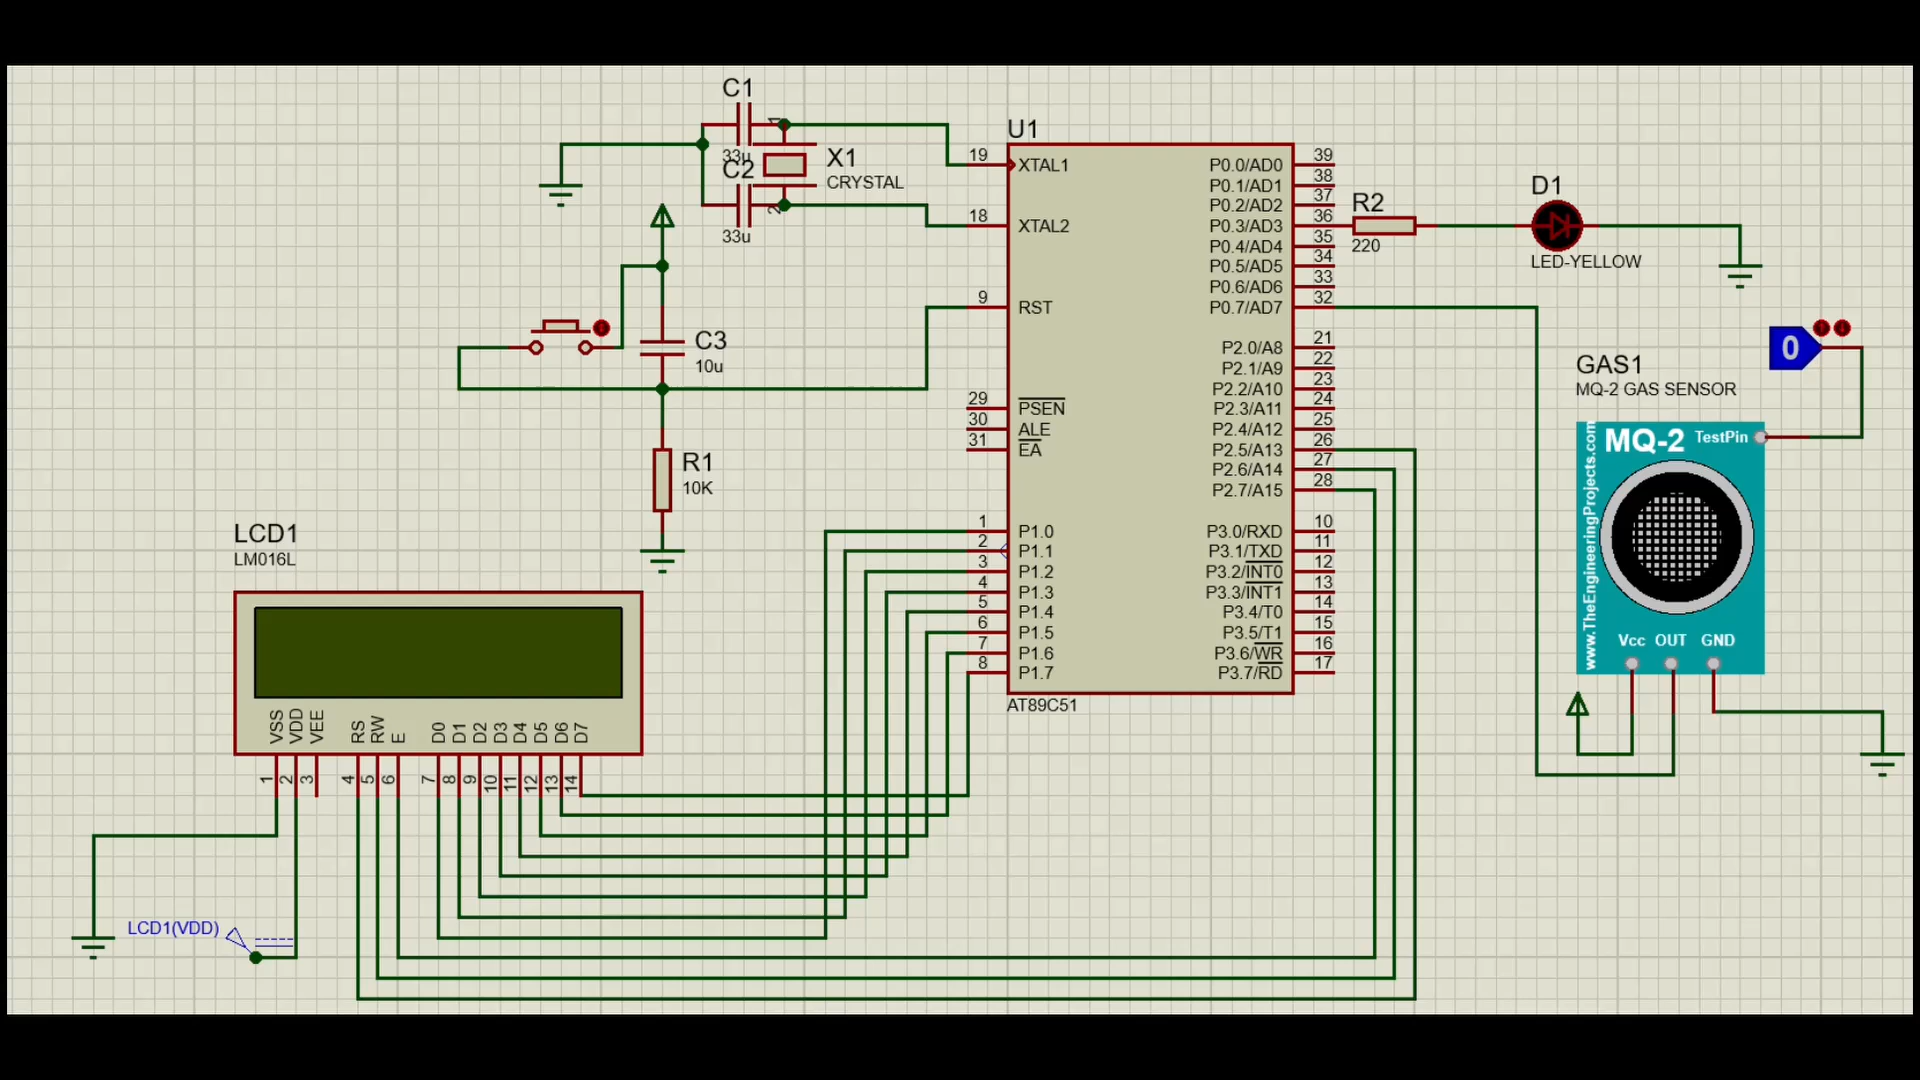 C1
33u
C2
33u
X1
CRYSTAL
1
2
U1
19 XTAL1
18 XTAL2
9 RST
29 PSEN
30 ALE
31 EA
1 P1.0
2 P1.1
3 P1.2
4 P1.3
5 P1.4
6 P1.5
7 P1.6
8 P1.7
P0.0/AD0 39
P0.1/AD1 38
P0.2/AD2 37
P0.3/AD3 36
P0.4/AD4 35
P0.5/AD5 34
P0.6/AD6 33
P0.7/AD7 32
P2.0/A8 21
P2.1/A9 22
P2.2/A10 23
P2.3/A11 24
P2.4/A12 25
P2.5/A13 26
P2.6/A14 27
P2.7/A15 28
P3.0/RXD 10
P3.1/TXD 11
P3.2/INT0 12
P3.3/INT1 13
P3.4/T0 14
P3.5/T1 15
P3.6/WR 16
P3.7/RD 17
AT89C51
R2
220
D1
LED-YELLOW
C3
10u
R1
10K
0
GAS1
MQ-2 GAS SENSOR
MQ-2 TestPin
www.TheEngineeringProjects.com
Vcc OUT GND
LCD1
LM016L
VSS VDD VEE RS RW E D0 D1 D2 D3 D4 D5 D6 D7
1 2 3 4 5 6 7 8 9 10 11 12 13 14
LCD1(VDD)